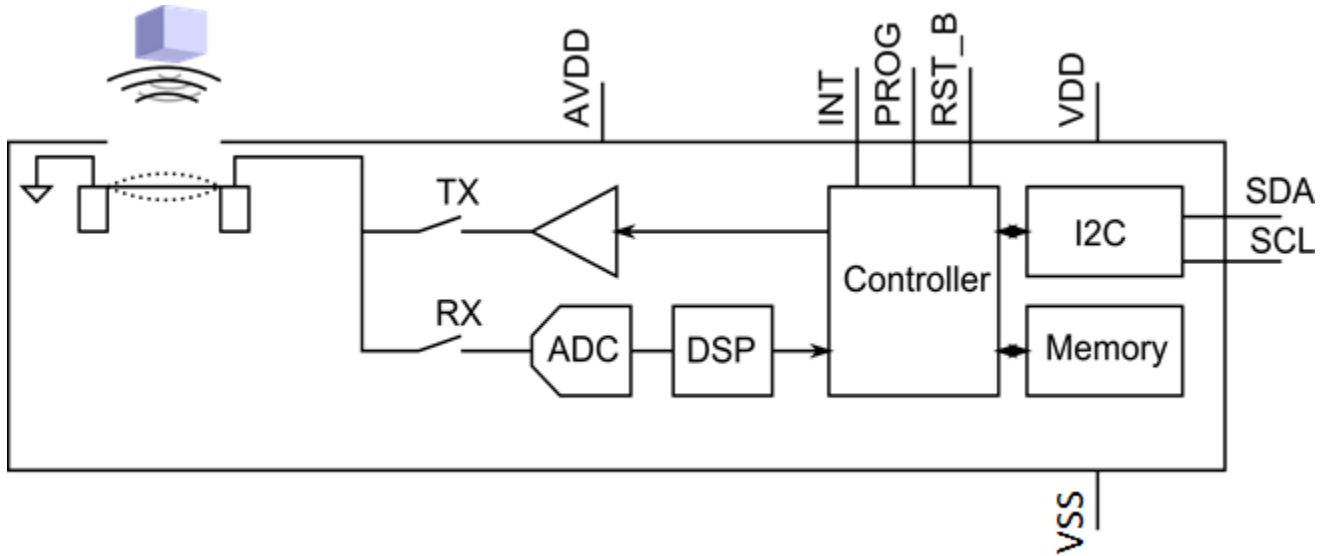 AVDD
INT
PROG
RST_B
VDD
TX
SDA
I2C
SCL
Controller
RX
ADC
DSP
Memory
VSS